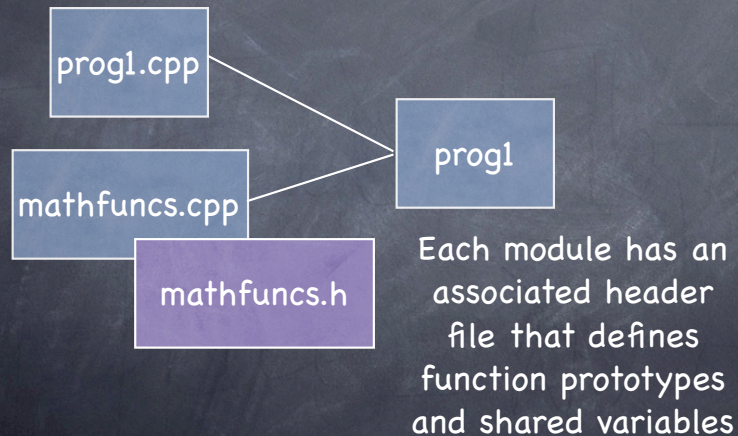 prog1.cpp
prog1
mathfuncs.cpp
mathfuncs.h
Each module has an
associated header
file that defines
function prototypes
and shared variables